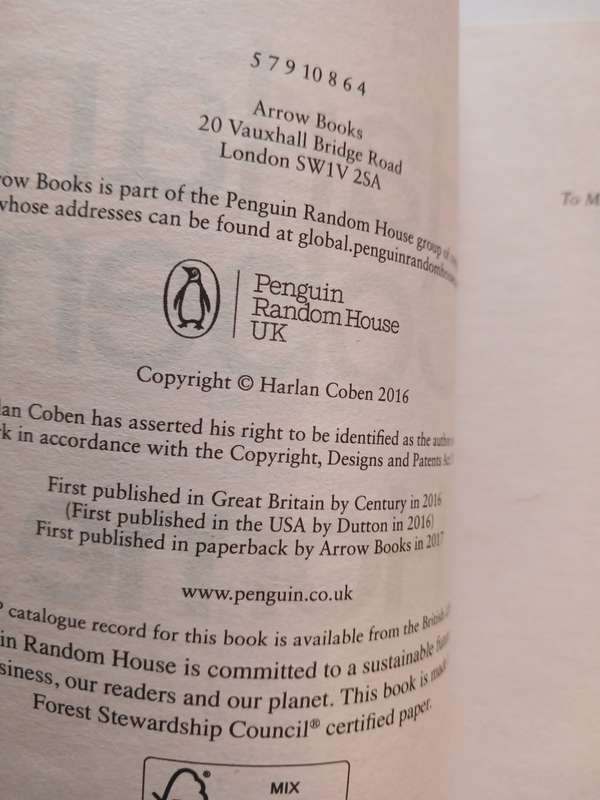 5 7 9 10 8 6 4
Arrow Books
20 Vauxhall Bridge Road
London SW1V 2SA
row Books is part of the Penguin Random House group of
whose addresses can be found at global.penguinrandomhouse
Penguin
Random House
UK
Copyright © Harlan Coben 2016
lan Coben has asserted his right to be identified as the author
rk in accordance with the Copyright, Designs and Patents Act
First published in Great Britain by Century in 2016
(First published in the USA by Dutton in 2016)
First published in paperback by Arrow Books in 2017
www.penguin.co.uk
P catalogue record for this book is available from the British
in Random House is committed to a sustainable
siness, our readers and our planet. This book is made
Forest Stewardship Council® certified paper.
®
MIX
To M